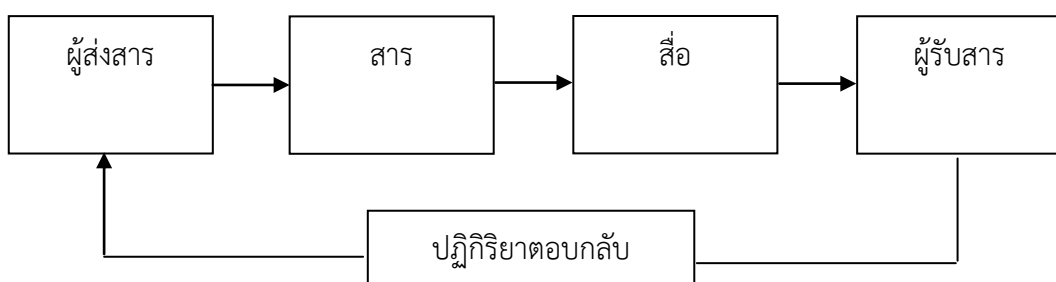 ผู้ส่งสาร
สาร
สื่อ
ผู้รับสาร
ปฏิกิริยาตอบกลับ